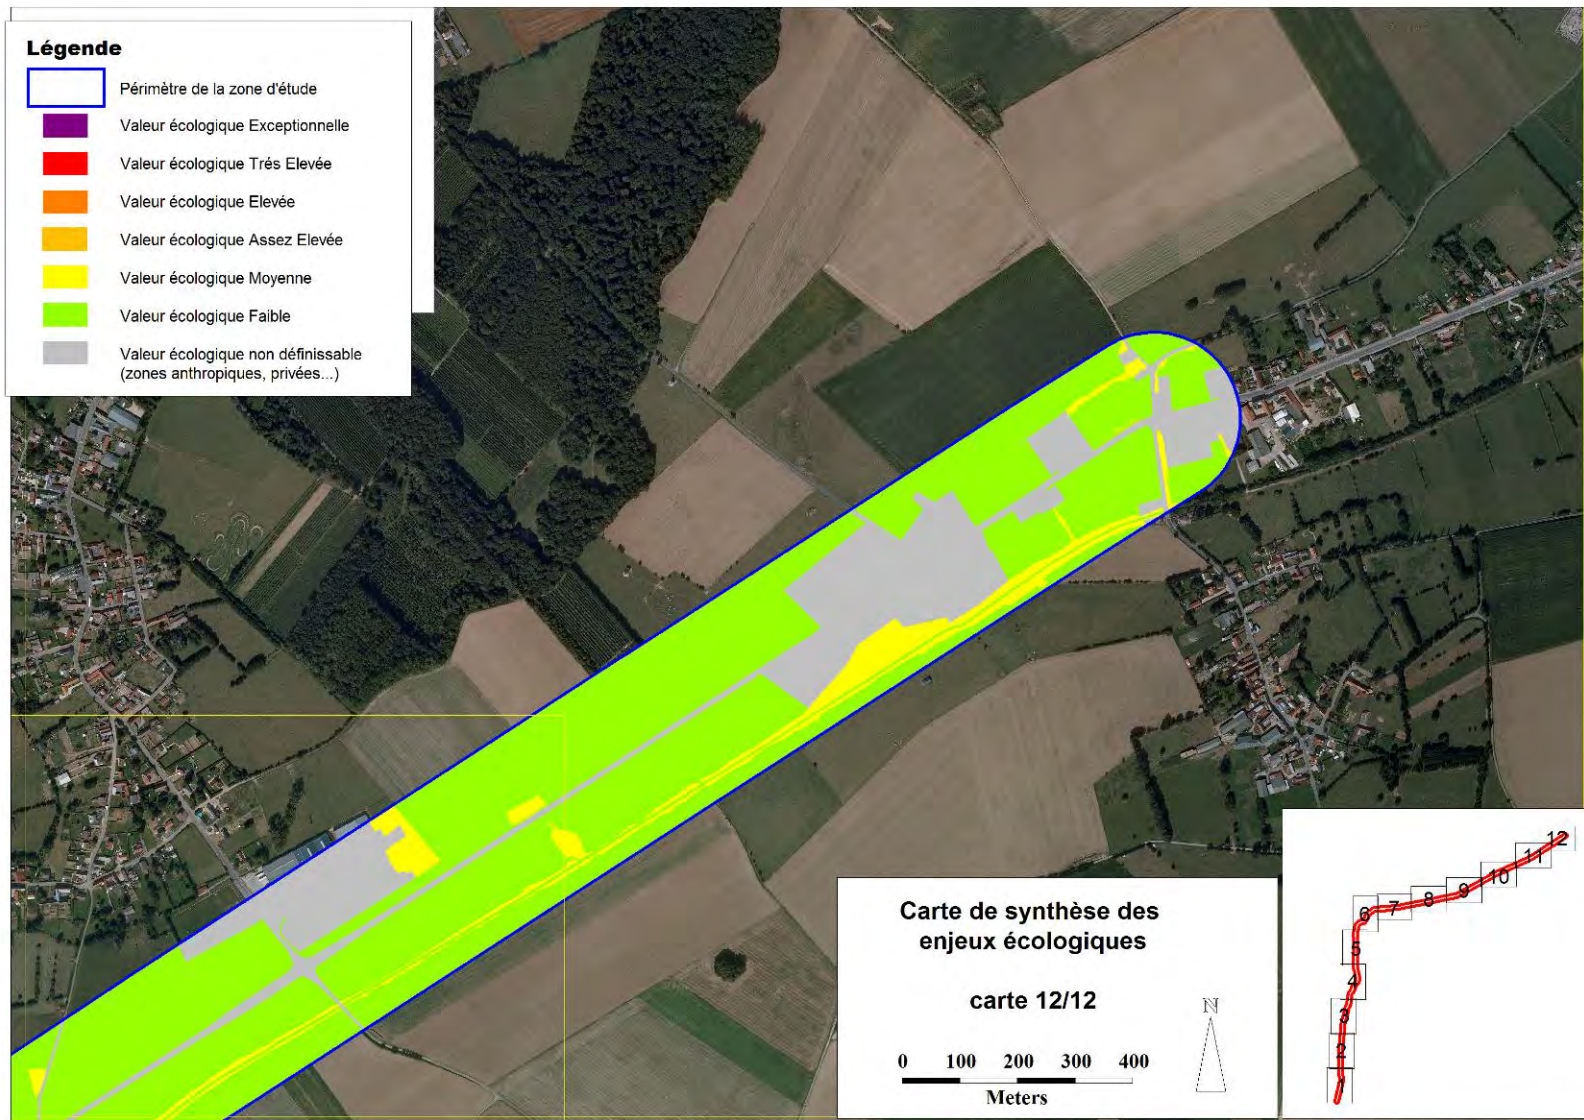 Légende
Périmètre de la zone d'étude
Valeur écologique Exceptionnelle
Valeur écologique Trés Elevée
Valeur écologique Elevée
Valeur écologique Assez Elevée
Valeur écologique Moyenne
Valeur écologique Faible
Valeur écologique non définissable
(zones anthropiques, privées...)
Carte de synthèse des
enjeux écologiques
carte 12/12
N
0 100 200 300 400
Meters
12
11
10
9
8
7
6
5
4
3
2
1